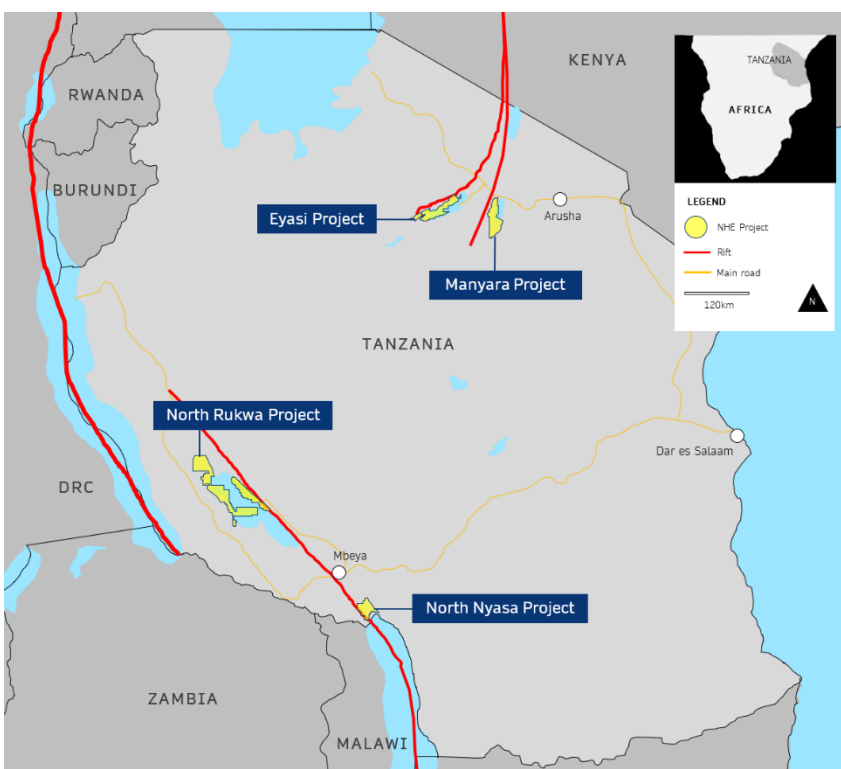 KENYA
TANZANIA
AFRICA
RWANDA
BURUNDI
LEGEND
NHE Project
Rift
Main road
120km
N
Eyasi Project
Arusha
Manyara Project
TANZANIA
North Rukwa Project
Dar es Salaam
DRC
Mbeya
North Nyasa Project
ZAMBIA
MALAWI